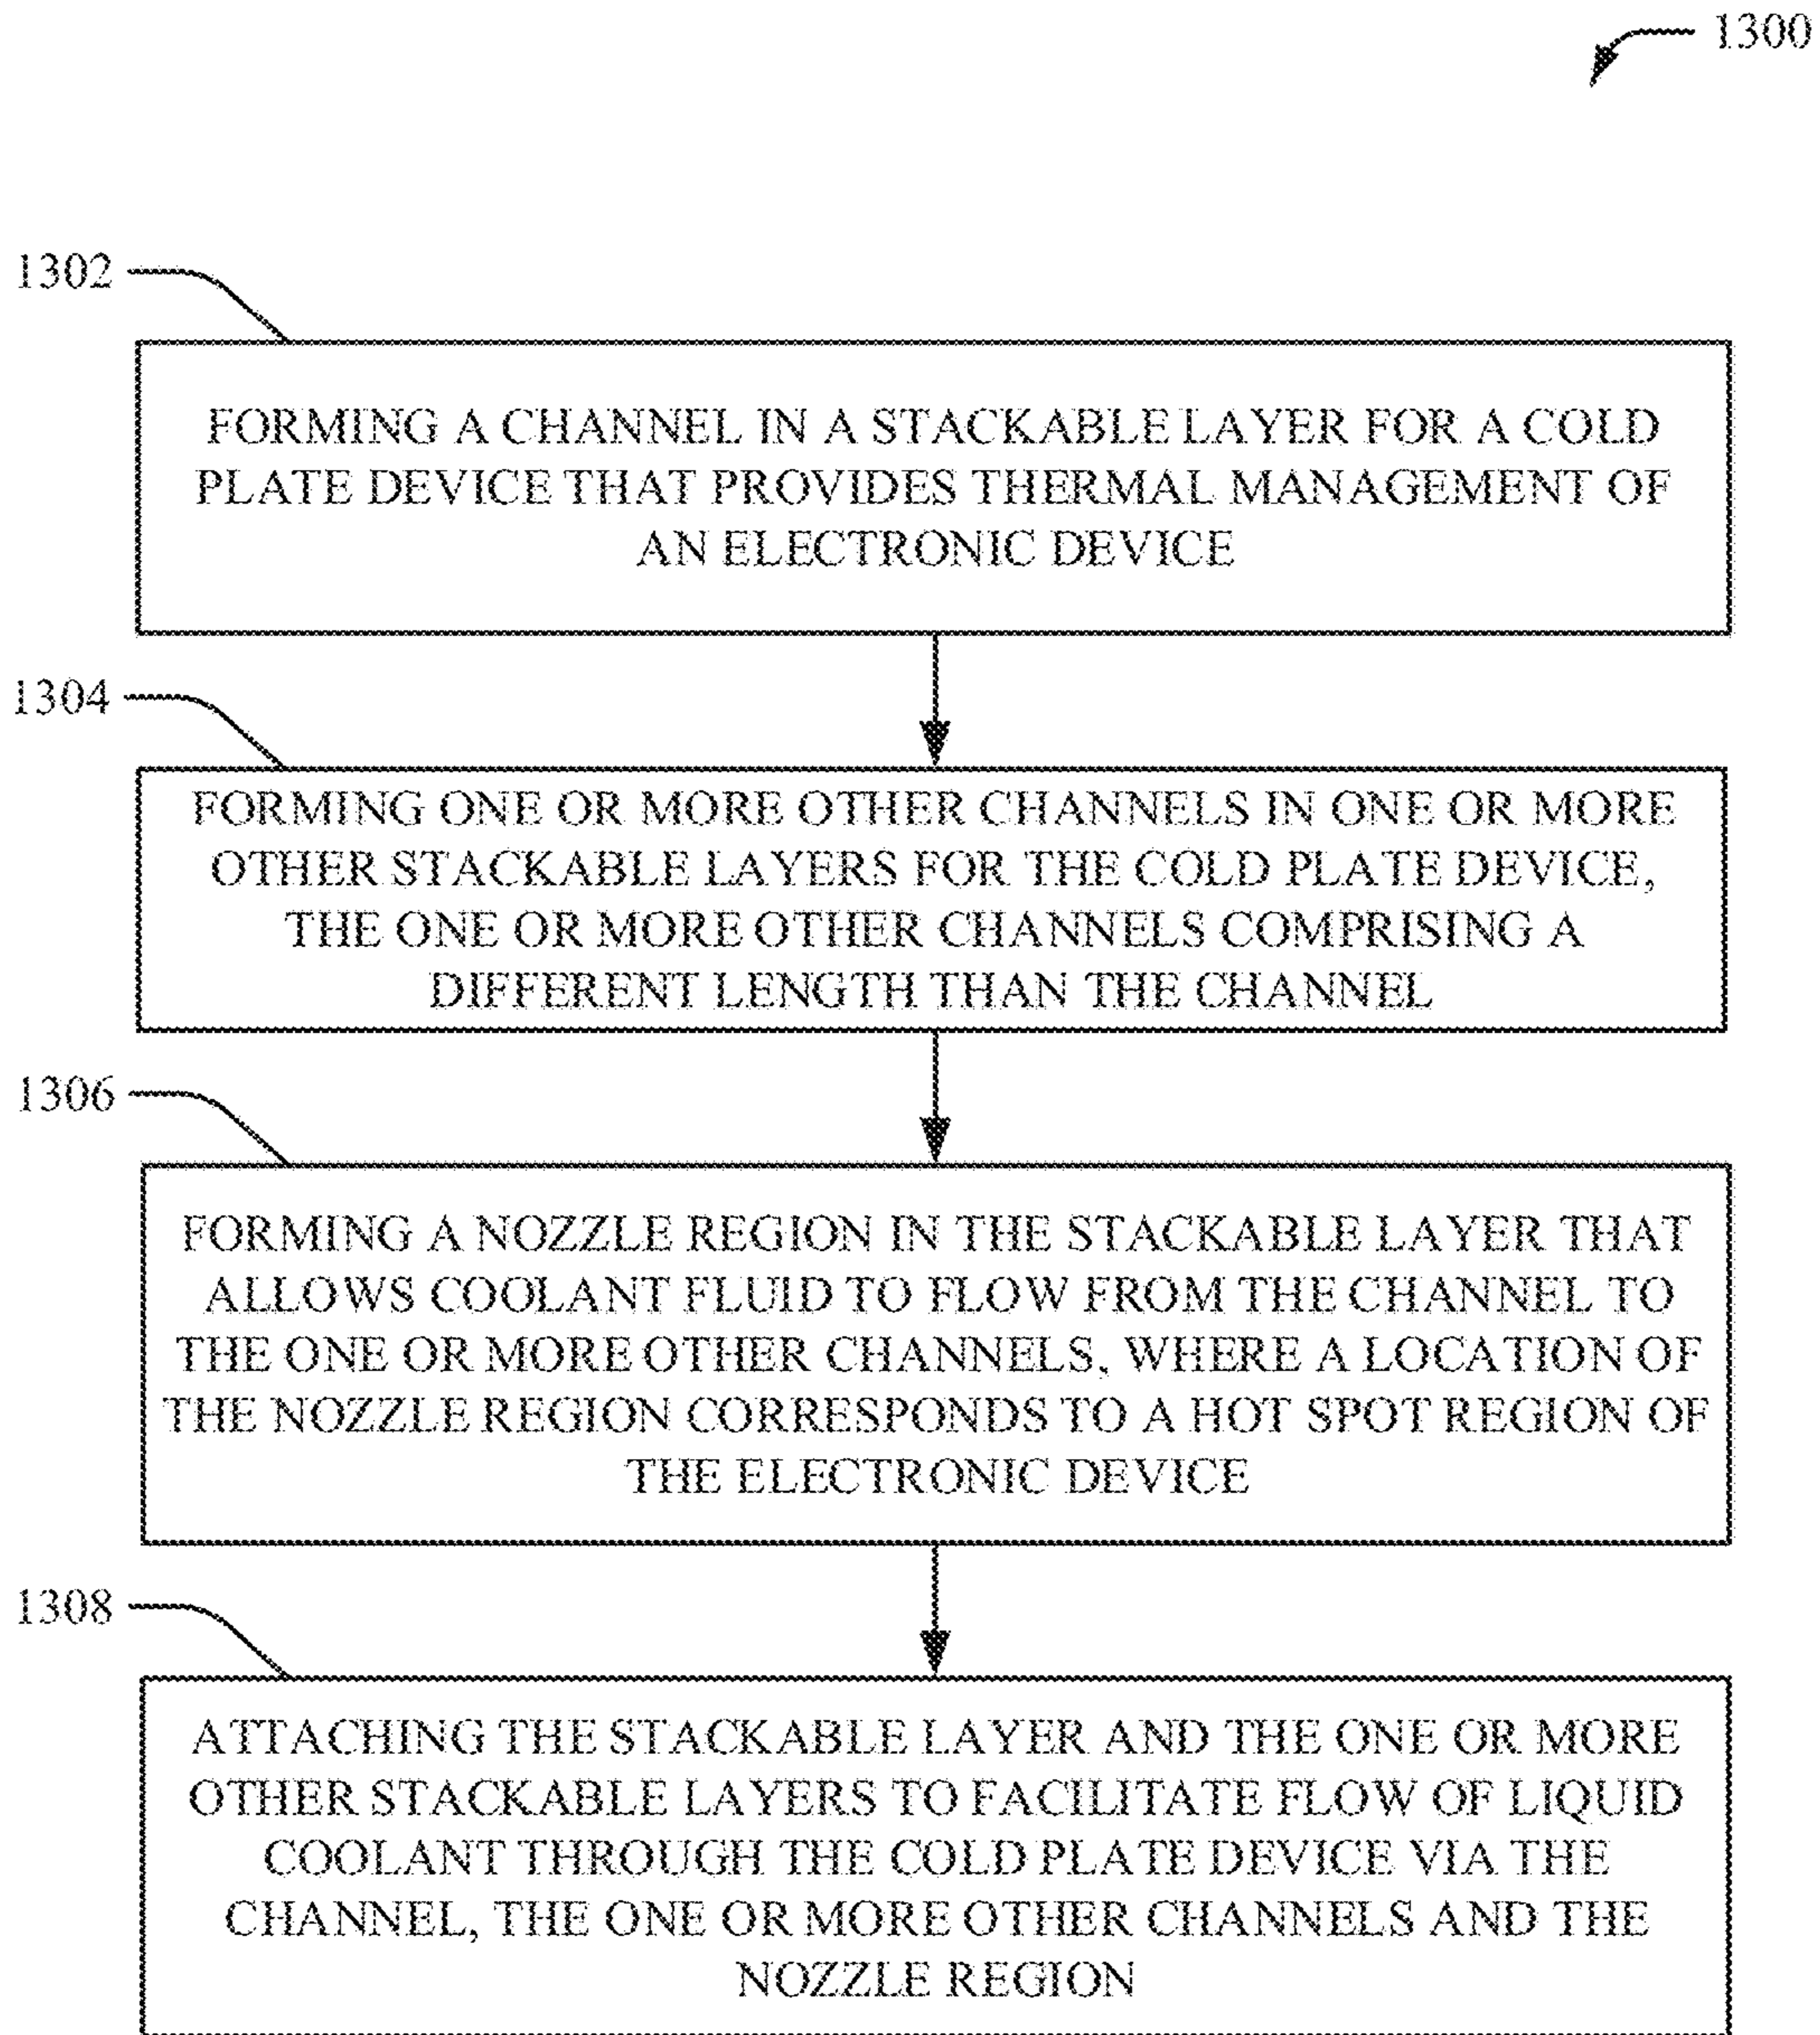 1300
1302
FORMING A CHANNEL IN A STACKABLE LAYER FOR A COLD
PLATE DEVICE THAT PROVIDES THERMAL MANAGEMENT OF
AN ELECTRONIC DEVICE
1304
FORMING ONE OR MORE OTHER CHANNELS IN ONE OR MORE
OTHER STACKABLE LAYERS FOR THE COLD PLATE DEVICE,
THE ONE OR MORE OTHER CHANNELS COMPRISING A
DIFFERENT LENGTH THAN THE CHANNEL
1306
FORMING A NOZZLE REGION IN THE STACKABLE LAYER THAT
ALLOWS COOLANT FLUID TO FLOW FROM THE CHANNEL TO
THE ONE OR MORE OTHER CHANNELS, WHERE A LOCATION OF
THE NOZZLE REGION CORRESPONDS TO A HOT SPOT REGION OF
THE ELECTRONIC DEVICE
1308
ATTACHING THE STACKABLE LAYER AND THE ONE OR MORE
OTHER STACKABLE LAYERS TO FACILITATE FLOW OF LIQUID
COOLANT THROUGH THE COLD PLATE DEVICE VIA THE
CHANNEL, THE ONE OR MORE OTHER CHANNELS AND THE
NOZZLE REGION